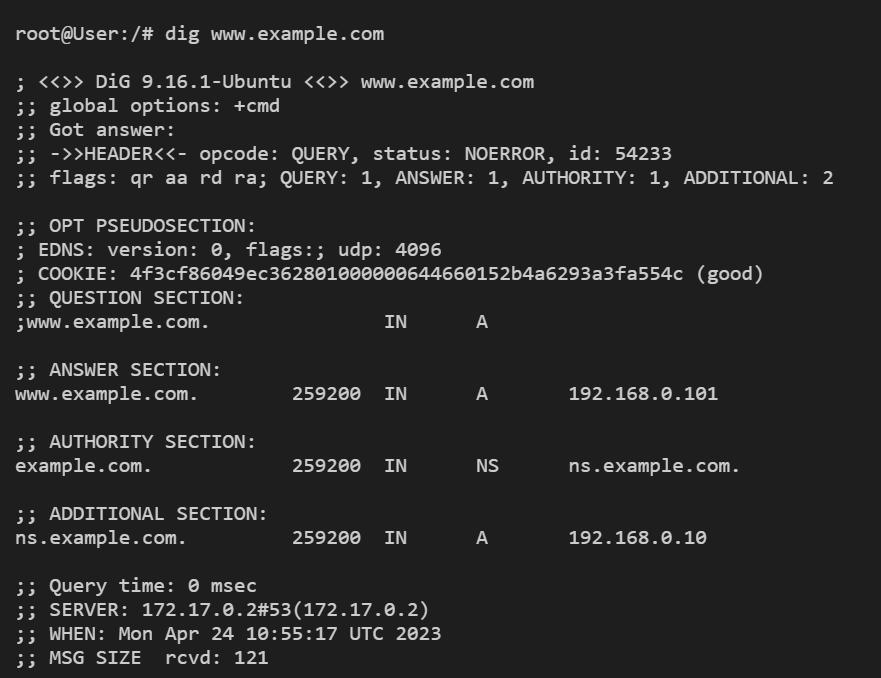 root@User:/# dig www.example.com
; <<>> DiG 9.16.1-Ubuntu <<>> www.example.com
;; global options: +cmd
;; Got answer:
;; ->>HEADER<<- opcode: QUERY, status: NOERROR, id: 54233
;; flags: qr aa rd ra; QUERY: 1, ANSWER: 1, AUTHORITY: 1, ADDITIONAL: 2
;; OPT PSEUDOSECTION:
; EDNS: version: 0, flags:; udp: 4096
; COOKIE: 4f3cf86049ec362801000000644660152b4a6293a3fa554c (good)
;; QUESTION SECTION:
;www.example.com. IN A
;; ANSWER SECTION:
www.example.com. 259200 IN A 192.168.0.101
;; AUTHORITY SECTION:
example.com. 259200 IN NS ns.example.com.
;; ADDITIONAL SECTION:
ns.example.com. 259200 IN A 192.168.0.10
;; Query time: 0 msec
;; SERVER: 172.17.0.2#53(172.17.0.2)
;; WHEN: Mon Apr 24 10:55:17 UTC 2023
;; MSG SIZE  rcvd: 121